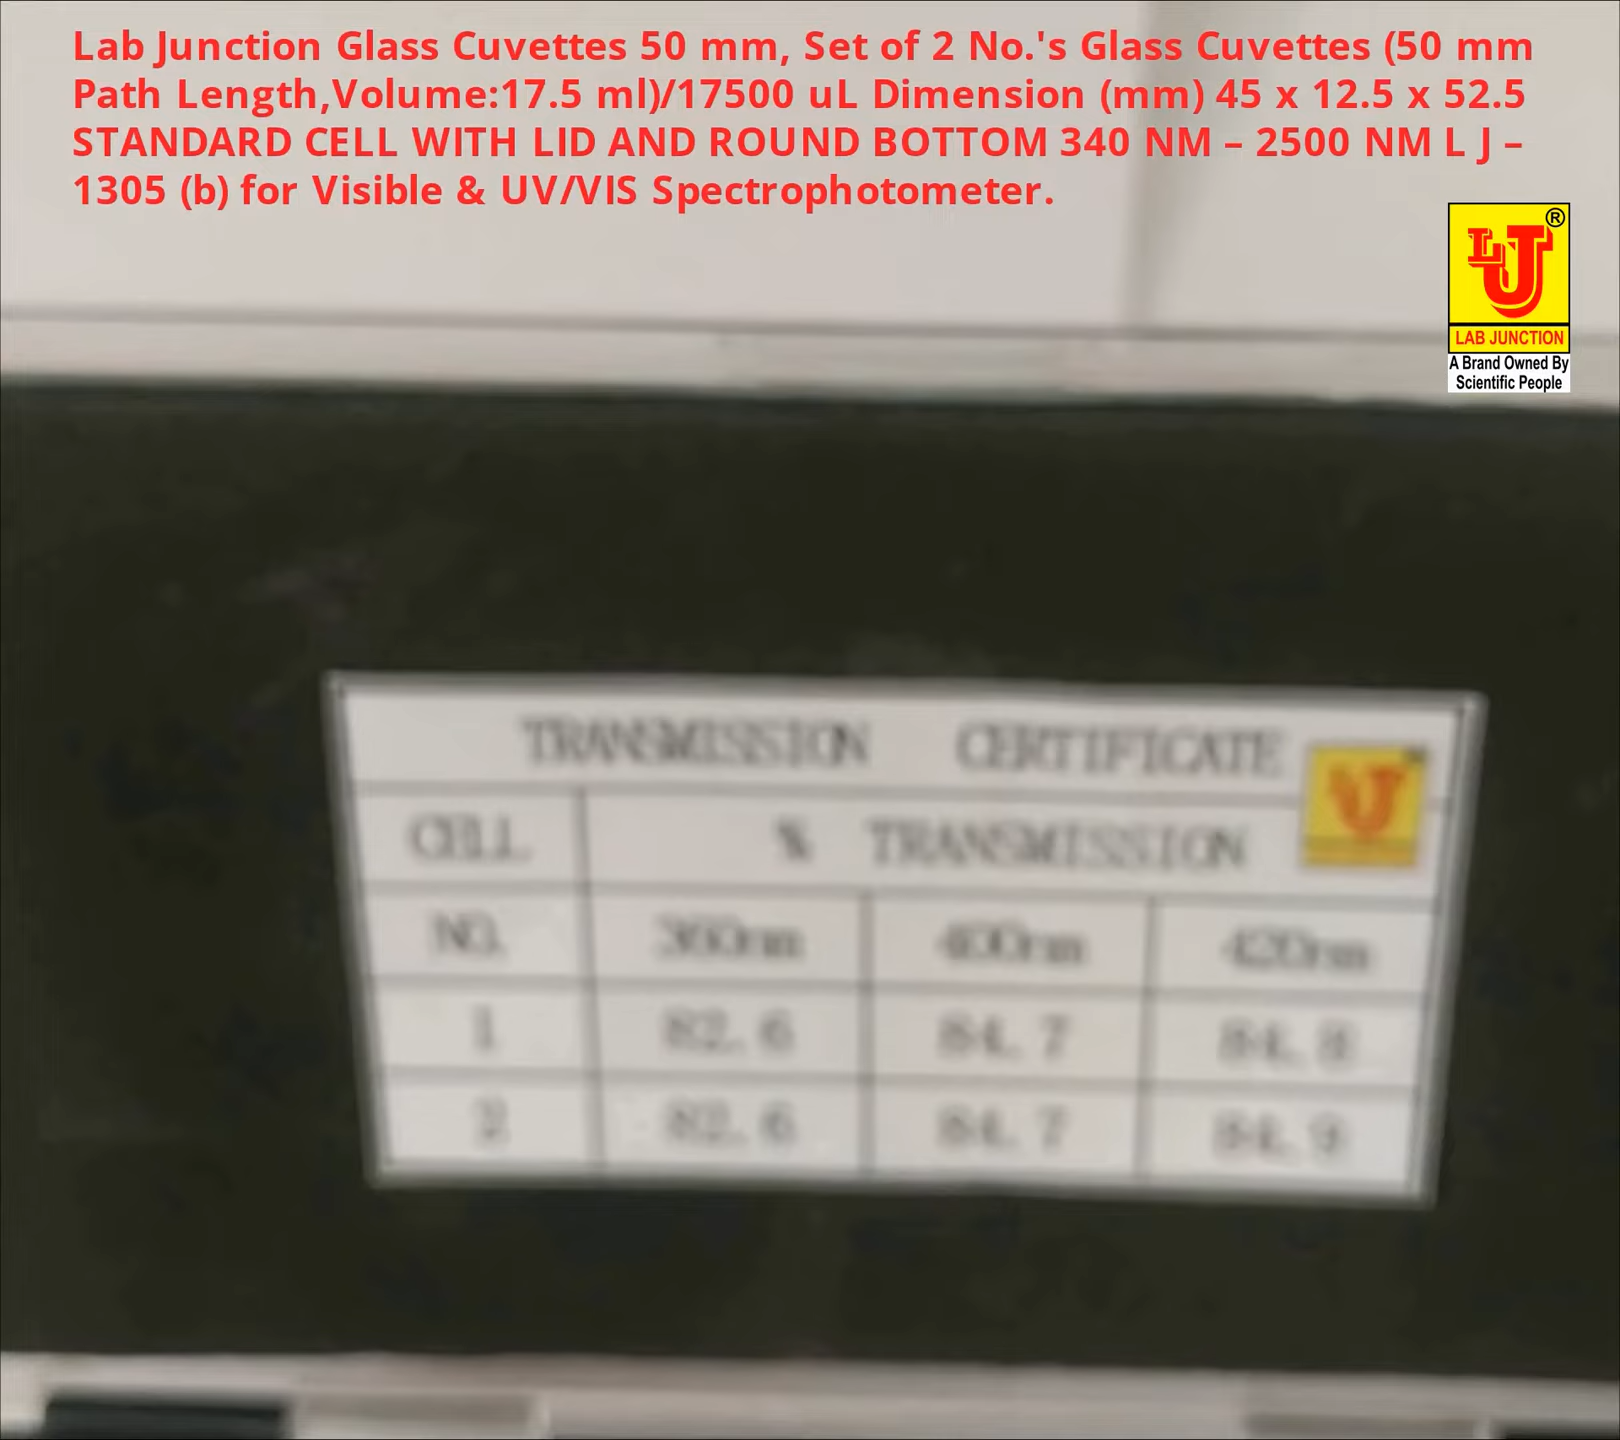 Lab Junction Glass Cuvettes 50 mm, Set of 2 No.'s Glass Cuvettes (50 mm
Path Length,Volume:17.5 ml)/17500 uL Dimension (mm) 45 x 12.5 x 52.5
STANDARD CELL WITH LID AND ROUND BOTTOM 340 NM – 2500 NM L J –
1305 (b) for Visible & UV/VIS Spectrophotometer.
®
LJ
LAB JUNCTION
A Brand Owned By
Scientific People
TRANSMISSION CERTIFICATE
LJ
CELL % TRANSMISSION
NO. 360nm 400nm 420nm
1 82.6 84.7 84.8
2 82.6 84.7 84.9